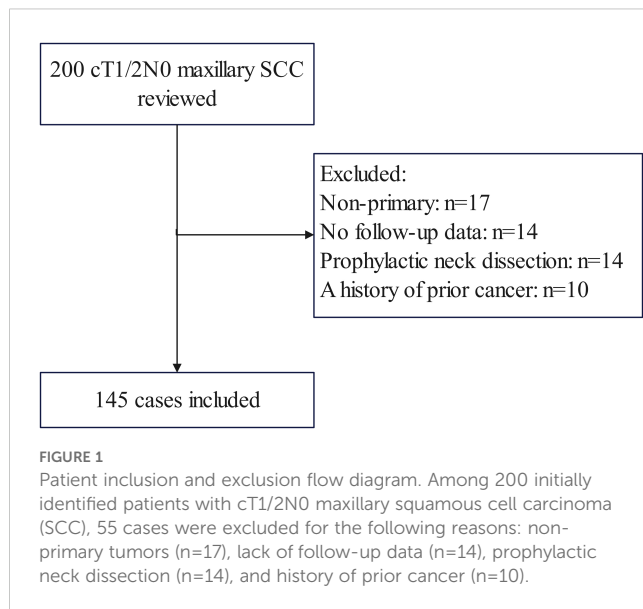 200 cT1/2N0 maxillary SCC
reviewed
Excluded:
Non-primary: n=17
No follow-up data: n=14
Prophylactic neck dissection: n=14
A history of prior cancer: n=10
145 cases included
FIGURE 1
Patient inclusion and exclusion flow diagram. Among 200 initially
identified patients with cT1/2N0 maxillary squamous cell carcinoma
(SCC), 55 cases were excluded for the following reasons: non-
primary tumors (n=17), lack of follow-up data (n=14), prophylactic
neck dissection (n=14), and history of prior cancer (n=10).